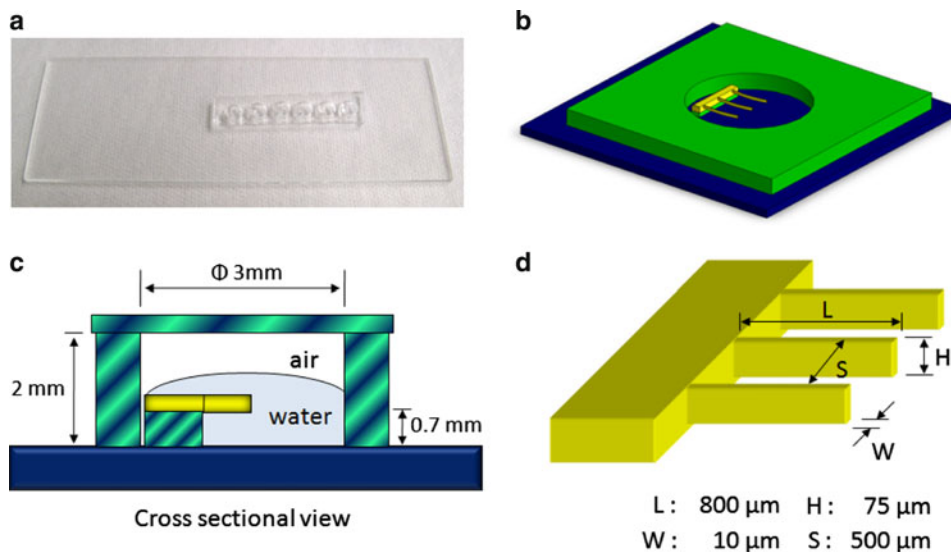 a
b
c
Φ 3mm
2 mm
air
water
0.7 mm
Cross sectional view
d
L
H
S
W
L : 800 μm H : 75 μm
W : 10 μm S : 500 μm